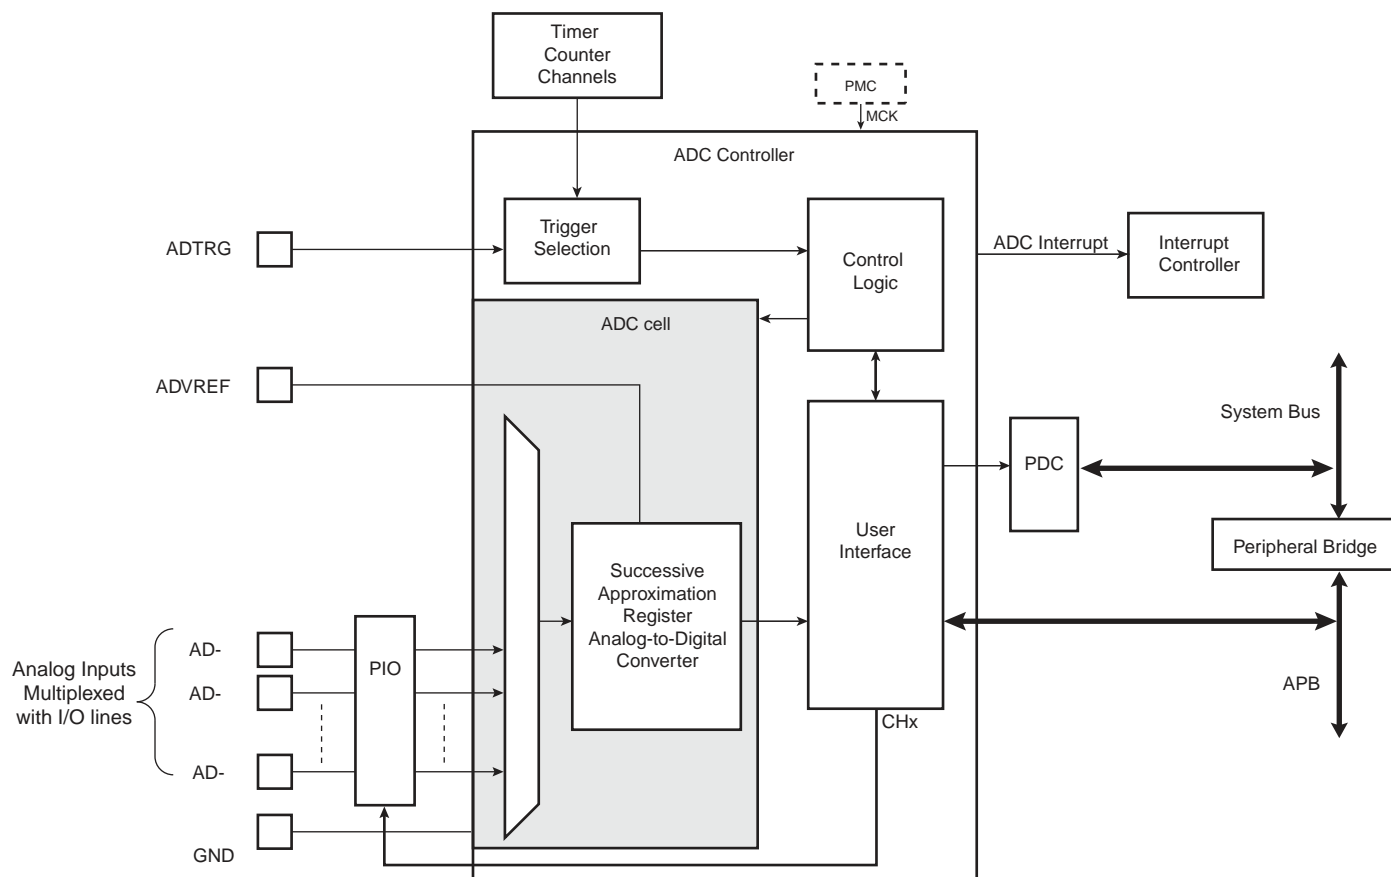 Timer
Counter
Channels
PMC
MCK
ADC Controller
ADTRG
Trigger
Selection
Control
Logic
ADC Interrupt
Interrupt
Controller
ADC cell
ADVREF
System Bus
PDC
User
Interface
Peripheral Bridge
Successive
Approximation
Register
Analog-to-Digital
Converter
Analog Inputs
Multiplexed
with I/O lines
AD-
AD-
AD-
PIO
APB
CHx
GND